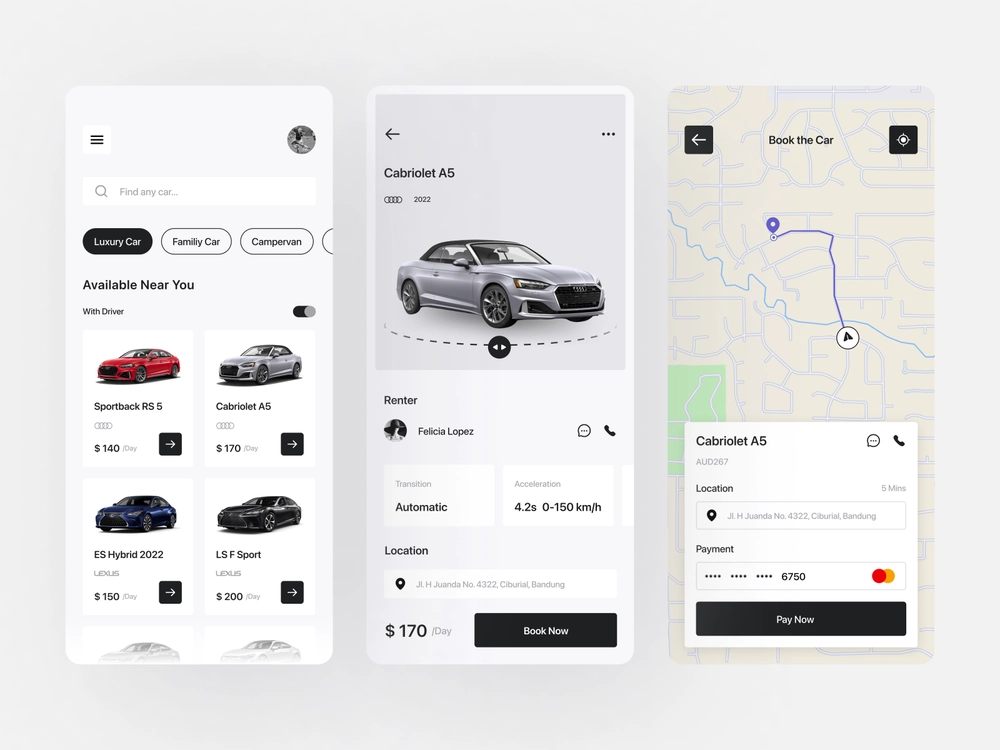 Find any car...
Luxury Car
Familiy Car
Campervan
Available Near You
With Driver
Sportback RS 5
$ 140 /Day
Cabriolet A5
$ 170 /Day
ES Hybrid 2022
LEXUS
$ 150 /Day
LS F Sport
LEXUS
$ 200 /Day
Cabriolet A5
2022
Renter
Felicia Lopez
Transition
Automatic
Acceleration
4.2s 0-150 km/h
Location
Jl. H Juanda No. 4322, Ciburial, Bandung
$ 170 /Day
Book Now
Book the Car
Cabriolet A5
AUD267
Location
5 Mins
Jl. H Juanda No. 4322, Ciburial, Bandung
Payment
•••• •••• •••• 6750
Pay Now